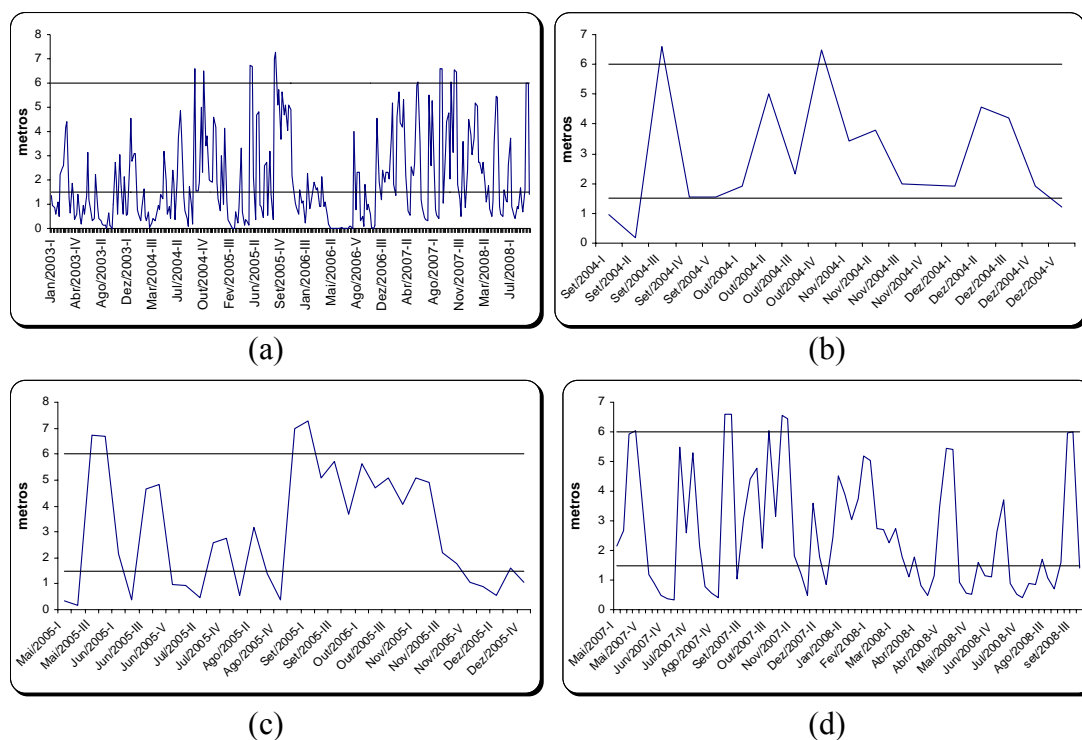 metros
8
7
6
5
4
3
2
1
0
Jan/2003-I
Abr/2003-IV
Ago/2003-II
Dez/2003-I
Mar/2004-III
Jul/2004-II
Out/2004-IV
Fev/2005-III
Jun/2005-II
Set/2005-IV
Jan/2006-III
Mai/2006-III
Ago/2006-V
Dez/2006-III
Abr/2007-II
Ago/2007-I
Nov/2007-III
Mar/2008-II
Jul/2008-I
(a)
metros
7
6
5
4
3
2
1
0
Set/2004-I
Set/2004-II
Set/2004-III
Set/2004-IV
Set/2004-V
Out/2004-I
Out/2004-II
Out/2004-III
Out/2004-IV
Nov/2004-I
Nov/2004-II
Nov/2004-III
Nov/2004-IV
Dez/2004-I
Dez/2004-II
Dez/2004-III
Dez/2004-IV
Dez/2004-V
(b)
metros
8
7
6
5
4
3
2
1
0
Mai/2005-I
Mai/2005-III
Jun/2005-I
Jun/2005-III
Jun/2005-V
Jul/2005-II
Jul/2005-IV
Ago/2005-II
Ago/2005-IV
Set/2005-I
Set/2005-III
Out/2005-I
Out/2005-III
Nov/2005-I
Nov/2005-III
Nov/2005-V
Dez/2005-II
Dez/2005-IV
(c)
metros
7
6
5
4
3
2
1
0
Mai/2007-I
Mai/2007-V
Jun/2007-IV
Jul/2007-IV
Ago/2007-IV
Set/2007-III
Out/2007-III
Nov/2007-II
Dez/2007-II
Jan/2008-II
Fev/2008-I
Mar/2008-I
Abr/2008-I
Abr/2008-V
Mai/2008-IV
Jun/2008-IV
Jul/2008-IV
Ago/2008-III
set/2008-III
(d)